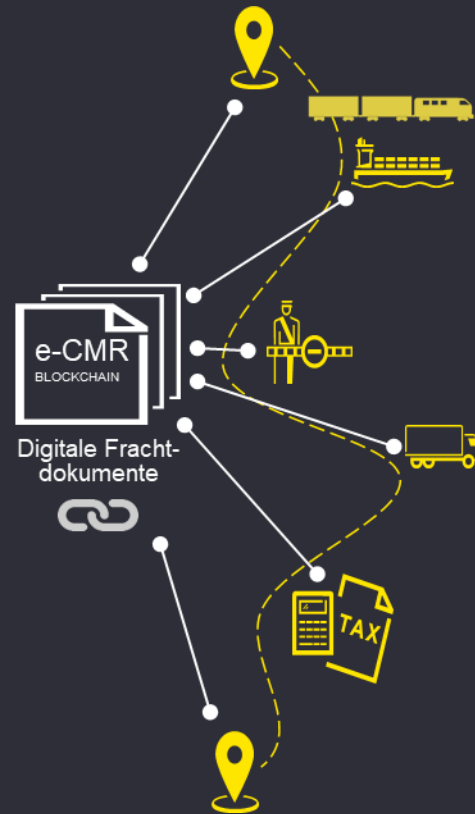 e-CMR
BLOCKCHAIN
Digitale Fracht-
dokumente
TAX